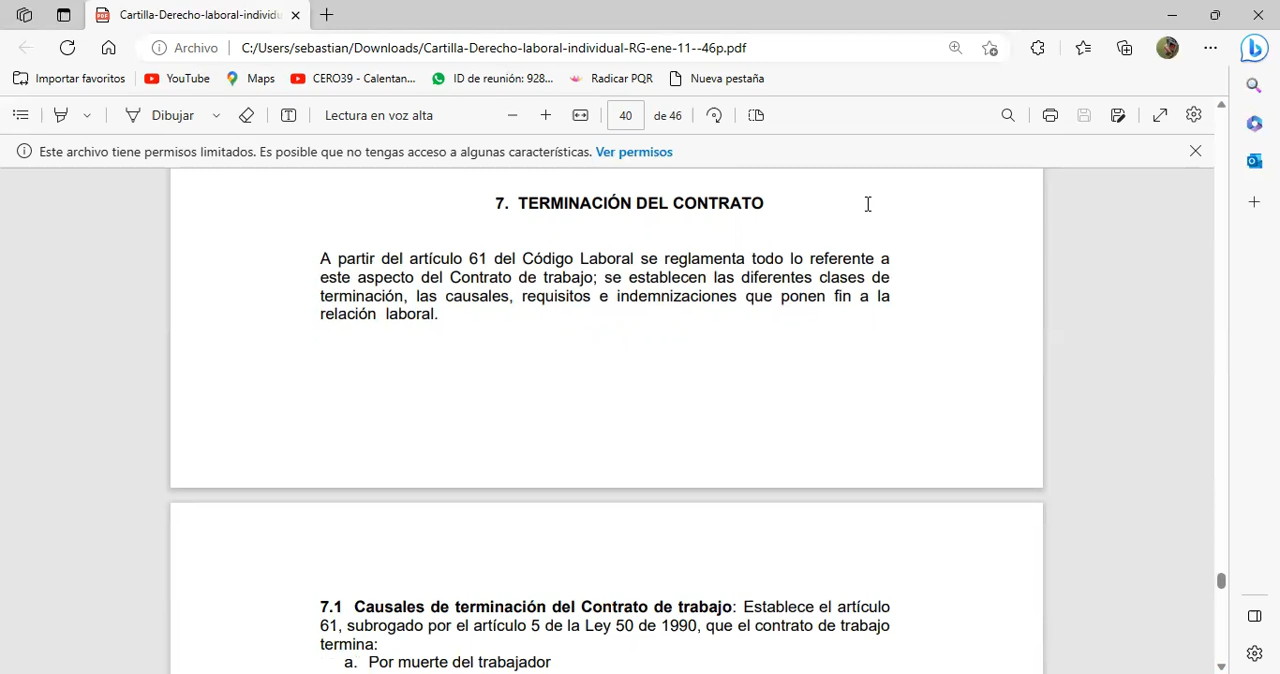 Cartilla-Derecho-laboral-individu
Archivo C:/Users/sebastian/Downloads/Cartilla-Derecho-laboral-individual-RG-ene-11--46p.pdf
Importar favoritos YouTube Maps CERO39 - Calentan... ID de reunión: 928... Radicar PQR Nueva pestaña
Dibujar Lectura en voz alta 40 de 46
Este archivo tiene permisos limitados. Es posible que no tengas acceso a algunas características. Ver permisos
7. TERMINACIÓN DEL CONTRATO
A partir del artículo 61 del Código Laboral se reglamenta todo lo referente a
este aspecto del Contrato de trabajo; se establecen las diferentes clases de
terminación, las causales, requisitos e indemnizaciones que ponen fin a la
relación laboral.
7.1 Causales de terminación del Contrato de trabajo: Establece el artículo
61, subrogado por el artículo 5 de la Ley 50 de 1990, que el contrato de trabajo
termina:
a. Por muerte del trabajador